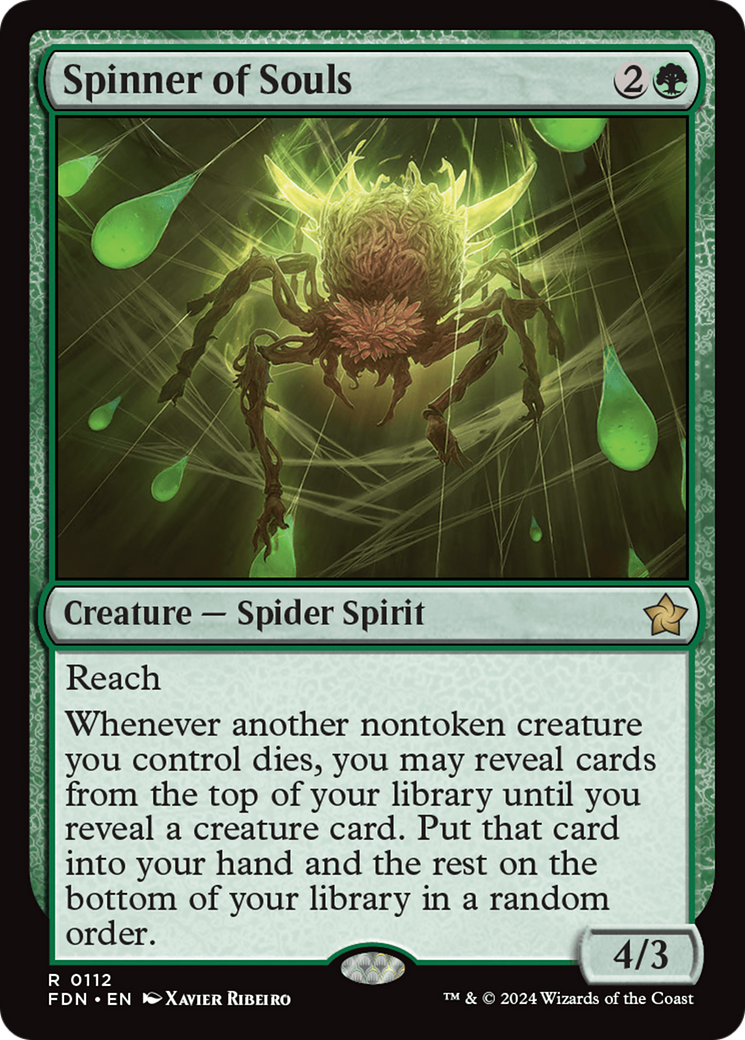 Spinner of Souls 2
Creature — Spider Spirit
Reach
Whenever another nontoken creature
you control dies, you may reveal cards
from the top of your library until you
reveal a creature card. Put that card
into your hand and the rest on the
bottom of your library in a random
order.
4/3
R 0112
FDN • EN Xavier Ribeiro
™ & © 2024 Wizards of the Coast